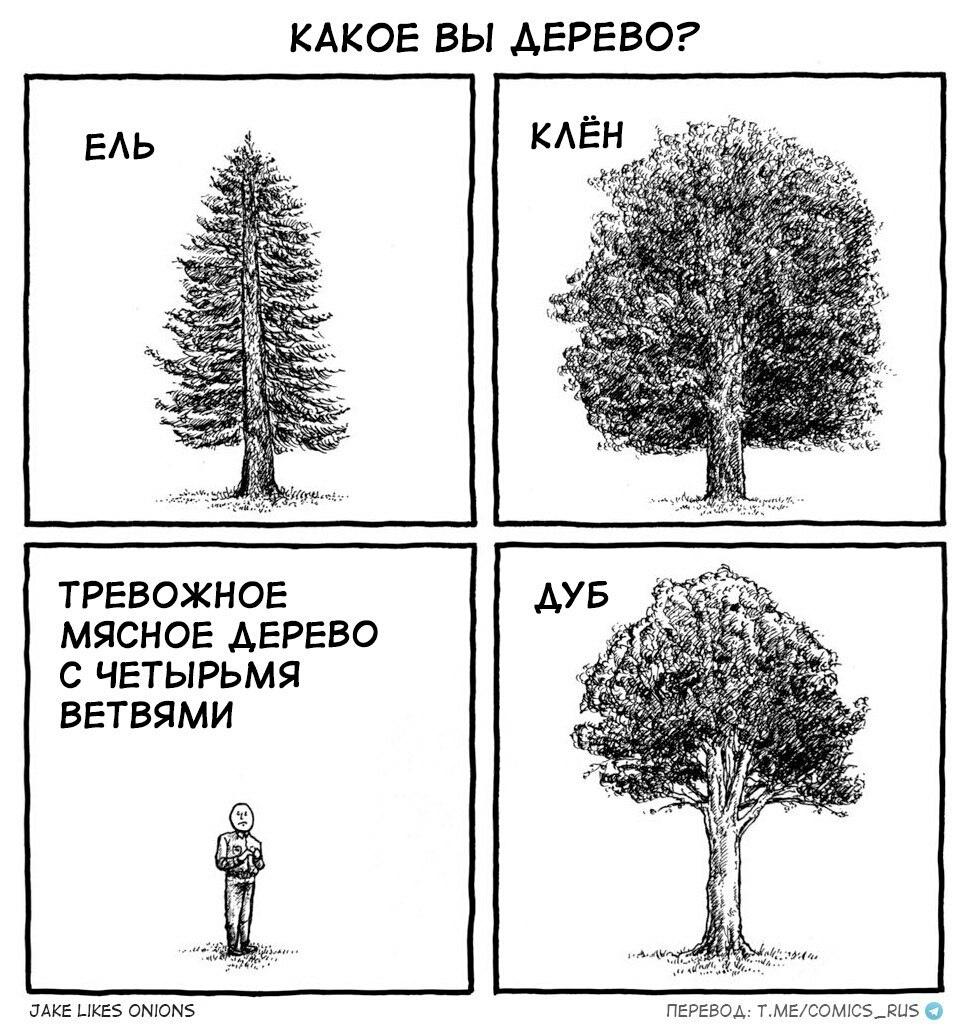 КАКОЕ ВЫ ДЕРЕВО?
ЕЛЬ
КЛЁН
ТРЕВОЖНОЕ
МЯСНОЕ ДЕРЕВО
С ЧЕТЫРЬМЯ
ВЕТВЯМИ
ДУБ
JAKE LIKES ONIONS
ПЕРЕВОД: T.ME/COMICS_RUS